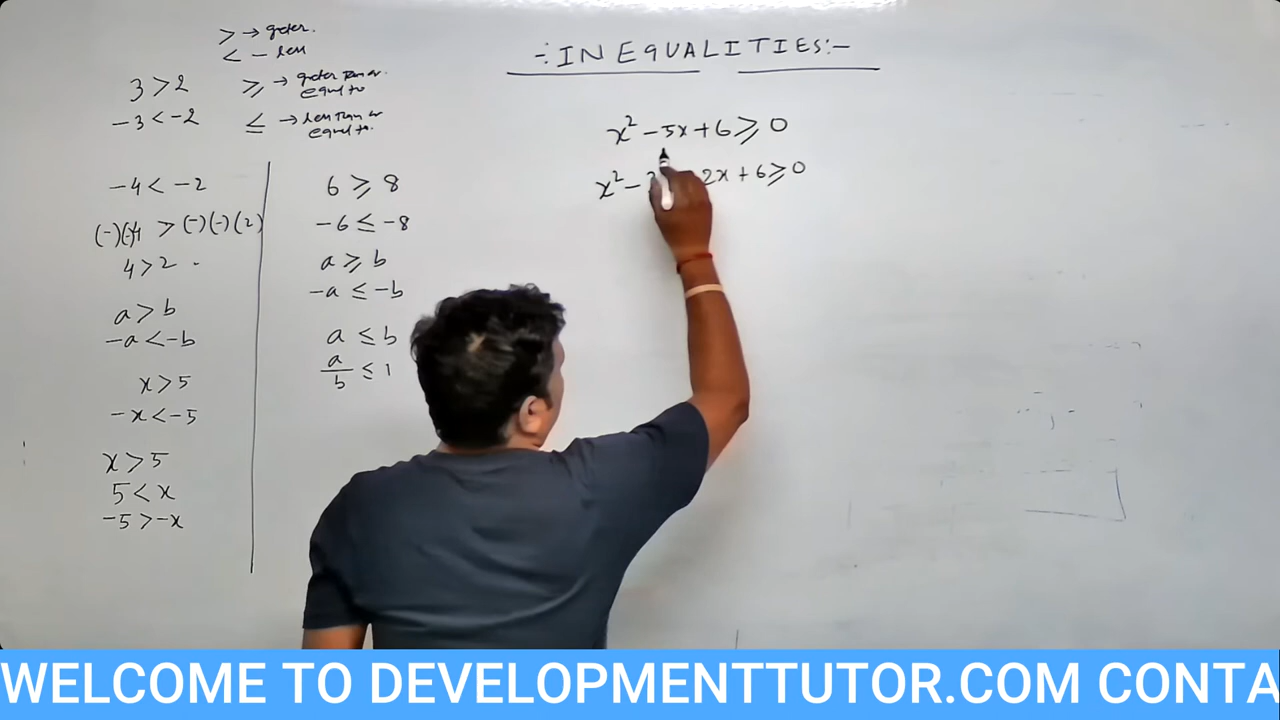 > → greter.
< – less
3 > 2
≥ → greter Than or
equal to
-3 < -2
≤ → less Than or
equal to.
-4 < -2
(-)(-)4 > (-)(-)(2)
4 > 2
a > b
-a < -b
x > 5
-x < -5
x > 5
5 < x
-5 > -x
6 ≥ 8
-6 ≤ -8
a ≥ b
-a ≤ -b
a ≤ b
a/b ≤ 1
÷INEQUALITIES:-
x² - 5x + 6 ≥ 0
x² - 2x + 6 ≥ 0
WELCOME TO DEVELOPMENTTUTOR.COM CONTA